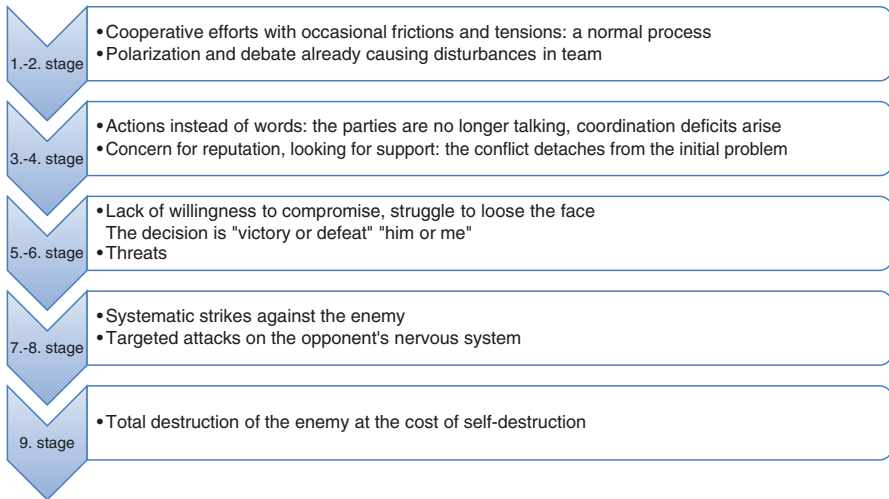 1.-2. stage
•Cooperative efforts with occasional frictions and tensions: a normal process
•Polarization and debate already causing disturbances in team
3.-4. stage
•Actions instead of words: the parties are no longer talking, coordination deficits arise
•Concern for reputation, looking for support: the conflict detaches from the initial problem
5.-6. stage
•Lack of willingness to compromise, struggle to loose the face
The decision is "victory or defeat" "him or me"
•Threats
7.-8. stage
•Systematic strikes against the enemy
•Targeted attacks on the opponent's nervous system
9. stage
•Total destruction of the enemy at the cost of self-destruction